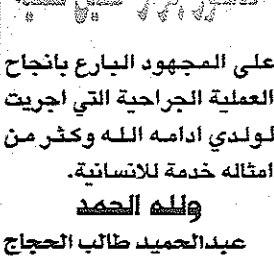 على المجهود البارع بانجاح
العملية الجراحية التي اجريت
لولدي ادامه الله وكثر من
امثاله خدمة للانسانية.
ولله الحمد
عبدالحميد طالب الحجاج